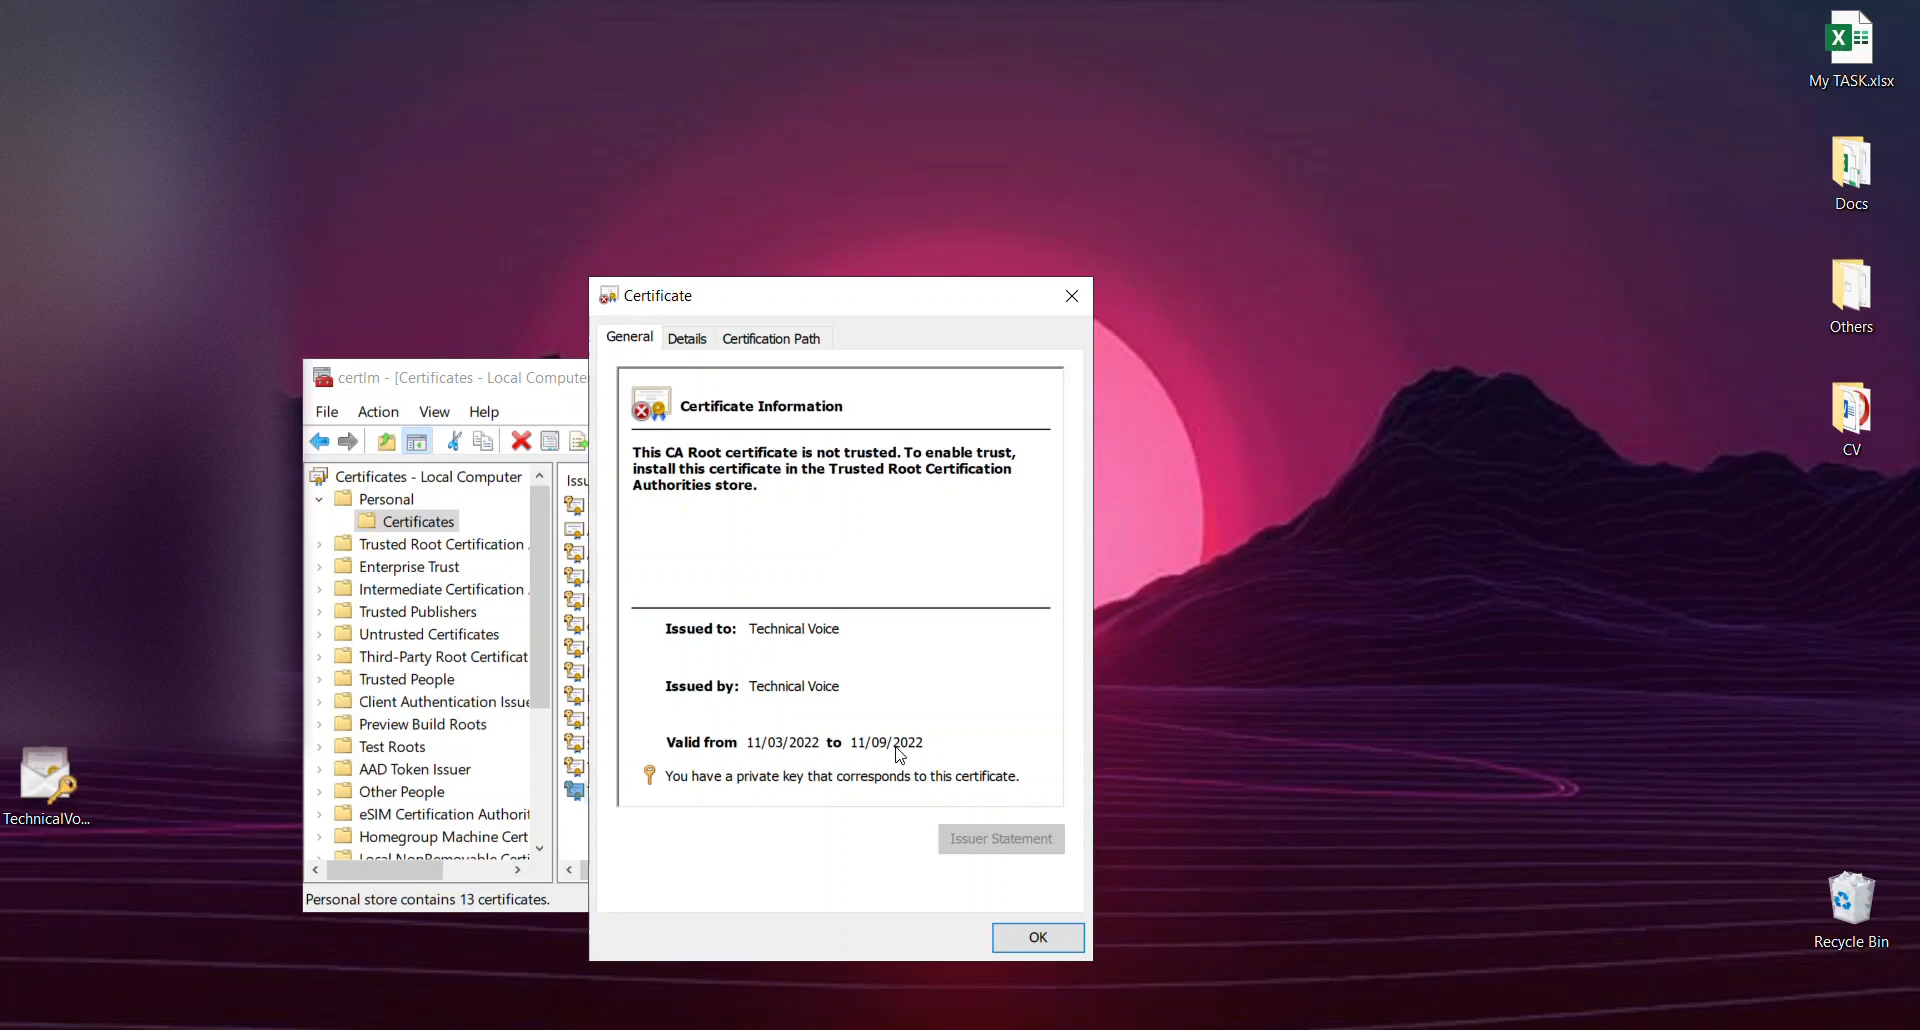 My TASK.xlsx
Docs
Others
CV
Recycle Bin
TechnicalVo...
certlm - [Certificates - Local Compute
File Action View Help
Certificates - Local Computer
Personal
Certificates
Trusted Root Certification
Enterprise Trust
Intermediate Certification
Trusted Publishers
Untrusted Certificates
Third-Party Root Certificat
Trusted People
Client Authentication Issue
Preview Build Roots
Test Roots
AAD Token Issuer
Other People
eSIM Certification Authorit
Homegroup Machine Cert
Local NonRemovable Certi
Issu
Personal store contains 13 certificates.
Certificate
General Details Certification Path
Certificate Information
This CA Root certificate is not trusted. To enable trust,
install this certificate in the Trusted Root Certification
Authorities store.
Issued to: Technical Voice
Issued by: Technical Voice
Valid from 11/03/2022 to 11/09/2022
You have a private key that corresponds to this certificate.
Issuer Statement
OK